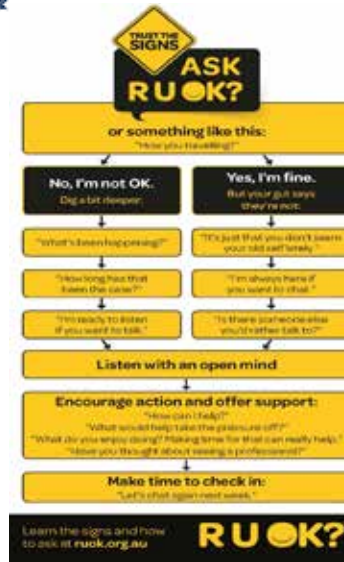 TRUST THE
SIGNS
ASK
R U OK?
or something like this:
"How you travelling?"
No, I'm not OK.
Dig a bit deeper:
Yes, I'm fine.
But your gut says
they're not:
"What's been happening?"
"It's just that you don't seem
your old self lately."
"How long has that
been the case?"
"I'm always here if
you want to chat."
"I'm ready to listen
if you want to talk."
"Is there someone else
you'd rather talk to?"
Listen with an open mind
Encourage action and offer support:
"How can I help?"
"What would help take the pressure off?"
"What do you enjoy doing? Making time for that can really help."
"Have you thought about seeing a professional?"
Make time to check in:
"Let's chat again next week."
Learn the signs and how
to ask at ruok.org.au
R U OK?